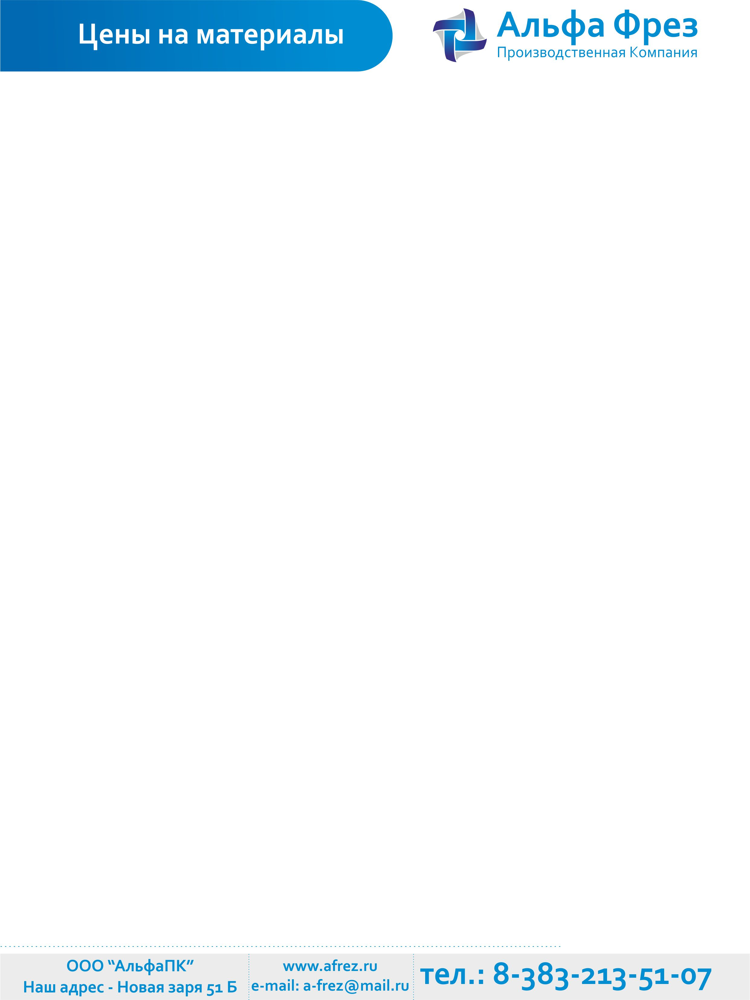 Цены на материалы
Альфа Фрез
Производственная Компания
ООО “АльфаПК”
Наш адрес - Новая заря 51 Б
www.afrez.ru
e-mail: a-frez@mail.ru
тел.: 8-383-213-51-07